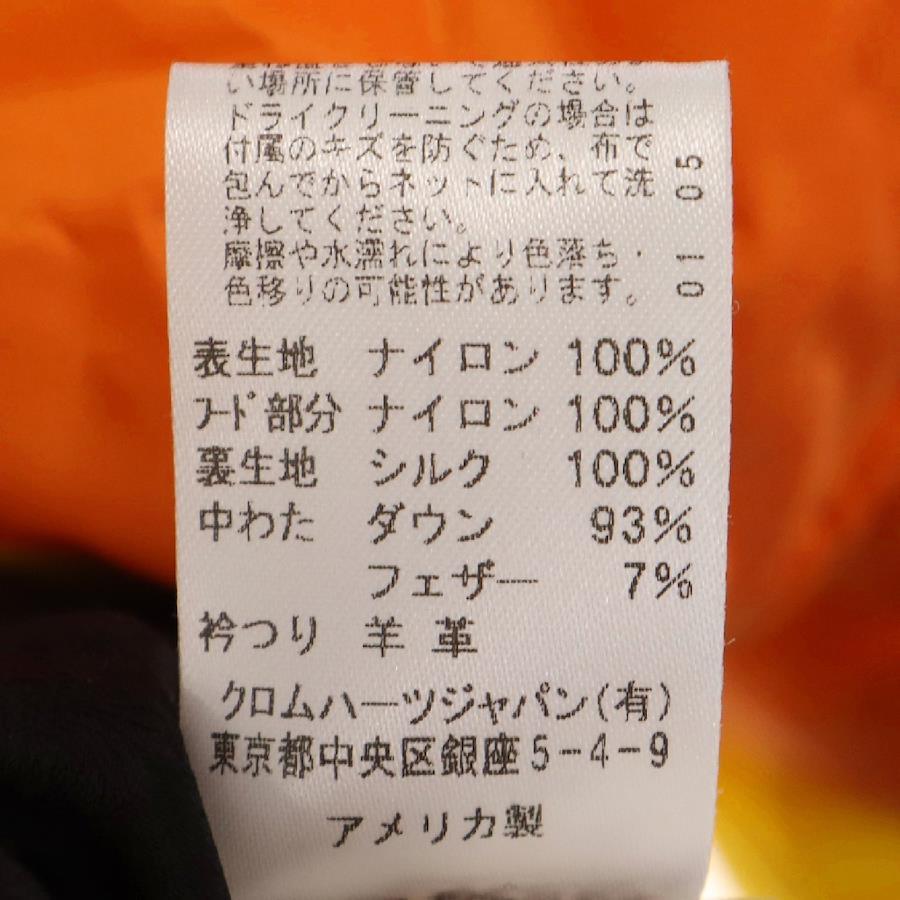 い場所に保管してください。
ドライクリーニングの場合は
付属のキズを防ぐため、布で
包んでからネットに入れて洗
浄してください。
摩擦や水濡れにより色落ち・
色移りの可能性があります。
01 05
表生地 ナイロン 100%
フード部分 ナイロン 100%
裏生地 シルク 100%
中わた ダウン 93%
フェザー 7%
衿つり 羊革
クロムハーツジャパン(有)
東京都中央区銀座5-4-9
アメリカ製